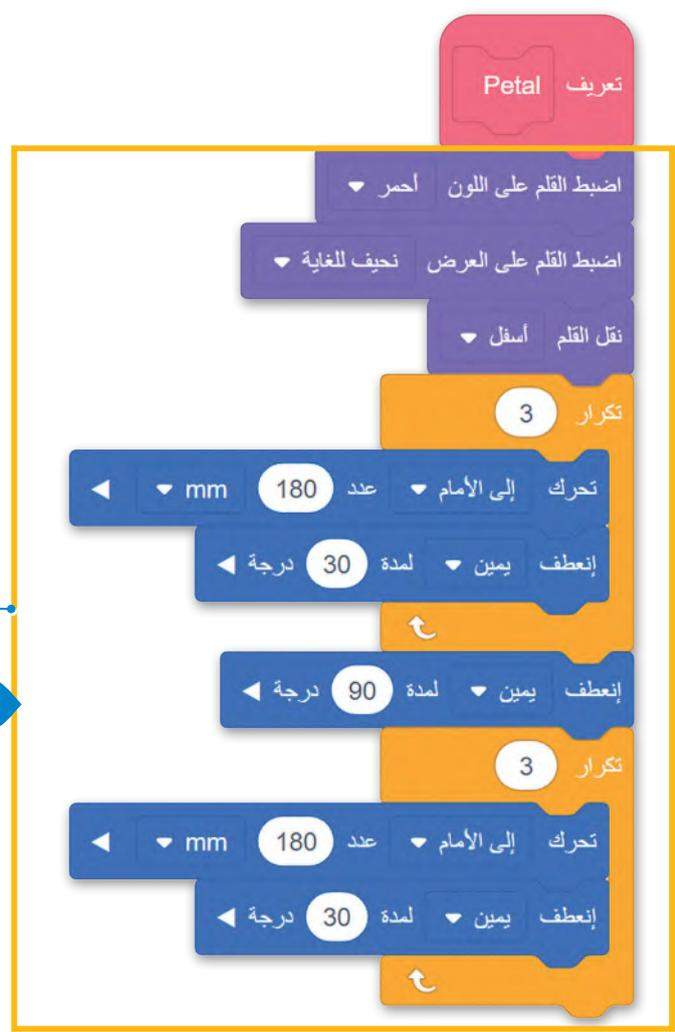 تعريف Petal
اضبط القلم على اللون أحمر
اضبط القلم على العرض نحيف للغاية
نقل القلم أسفل
تكرار 3
تحرك إلى الأمام عدد 180 mm
إنعطف يمين لمدة 30 درجة
إنعطف يمين لمدة 90 درجة
تكرار 3
تحرك إلى الأمام عدد 180 mm
إنعطف يمين لمدة 30 درجة